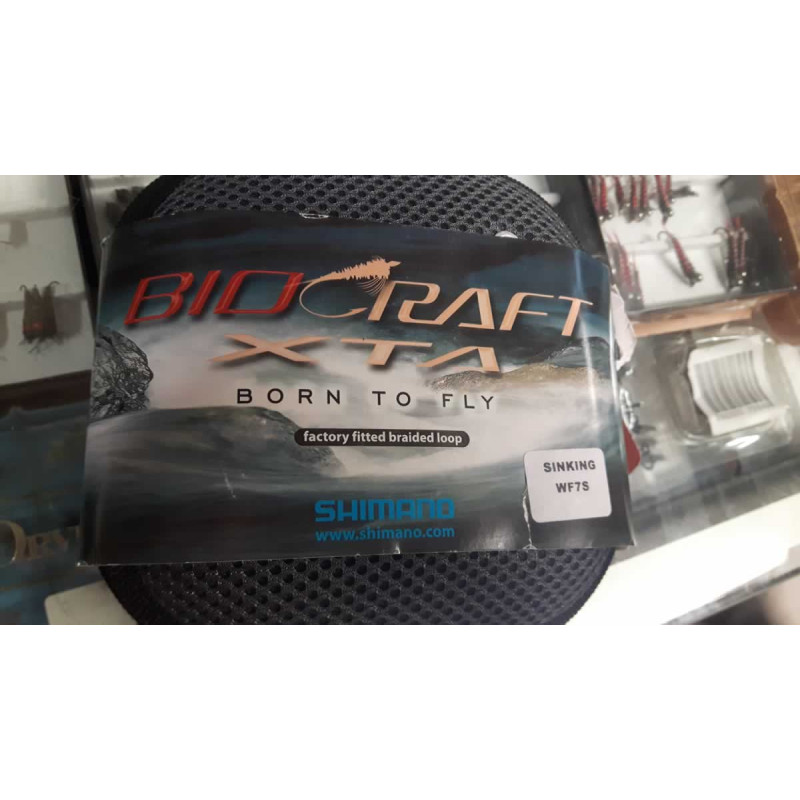 BIOCRAFT
XTA
BORN TO FLY
factory fitted braided loop
SINKING
WF7S
SHIMANO
www.shimano.com